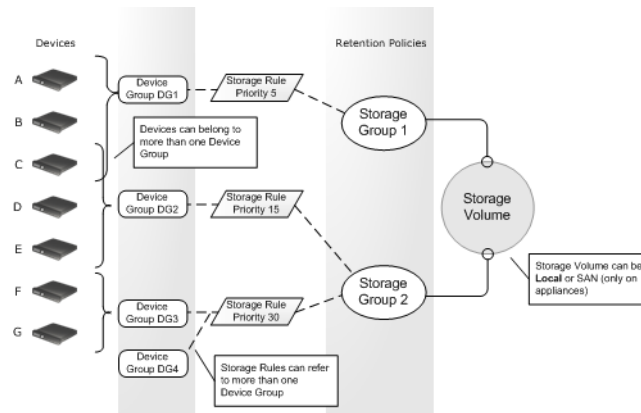 Devices
Retention Policies
A
B
C
D
E
F
G
Device
Group DG1
Storage Rule
Priority 5
Storage
Group 1
Devices can belong to
more than one Device
Group
Device
Group DG2
Storage Rule
Priority 15
Storage
Volume
Storage Volume can be
Local or SAN (only on
appliances)
Storage
Group 2
Device
Group DG3
Storage Rule
Priority 30
Device
Group DG4
Storage Rules can refer
to more than one
Device Group